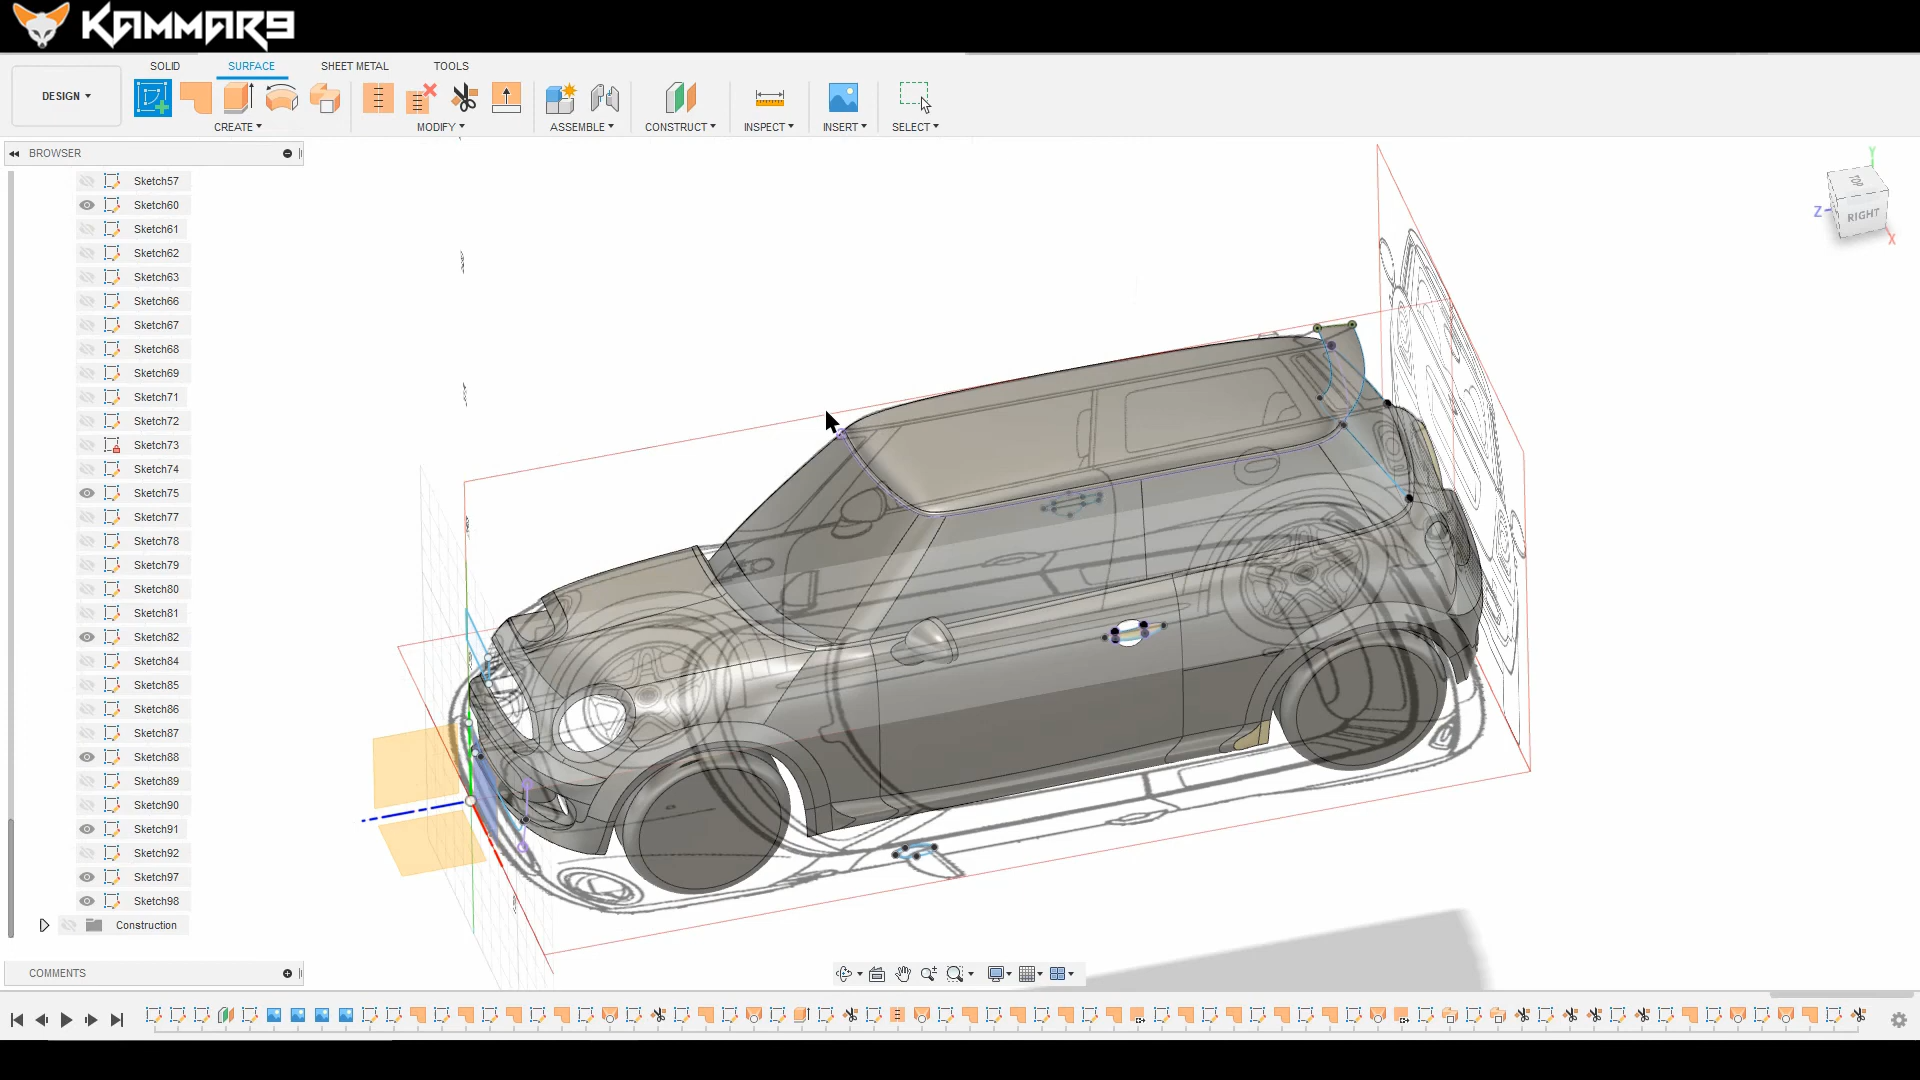 KAMMAR9
SOLID SURFACE SHEET METAL TOOLS
DESIGN
CREATE MODIFY ASSEMBLE CONSTRUCT INSPECT INSERT SELECT
BROWSER
Sketch57
Sketch60
Sketch61
Sketch62
Sketch63
Sketch66
Sketch67
Sketch68
Sketch69
Sketch71
Sketch72
Sketch73
Sketch74
Sketch75
Sketch77
Sketch78
Sketch79
Sketch80
Sketch81
Sketch82
Sketch84
Sketch85
Sketch86
Sketch87
Sketch88
Sketch89
Sketch90
Sketch91
Sketch92
Sketch97
Sketch98
Construction
COMMENTS
Y
TOP
Z
RIGHT
X